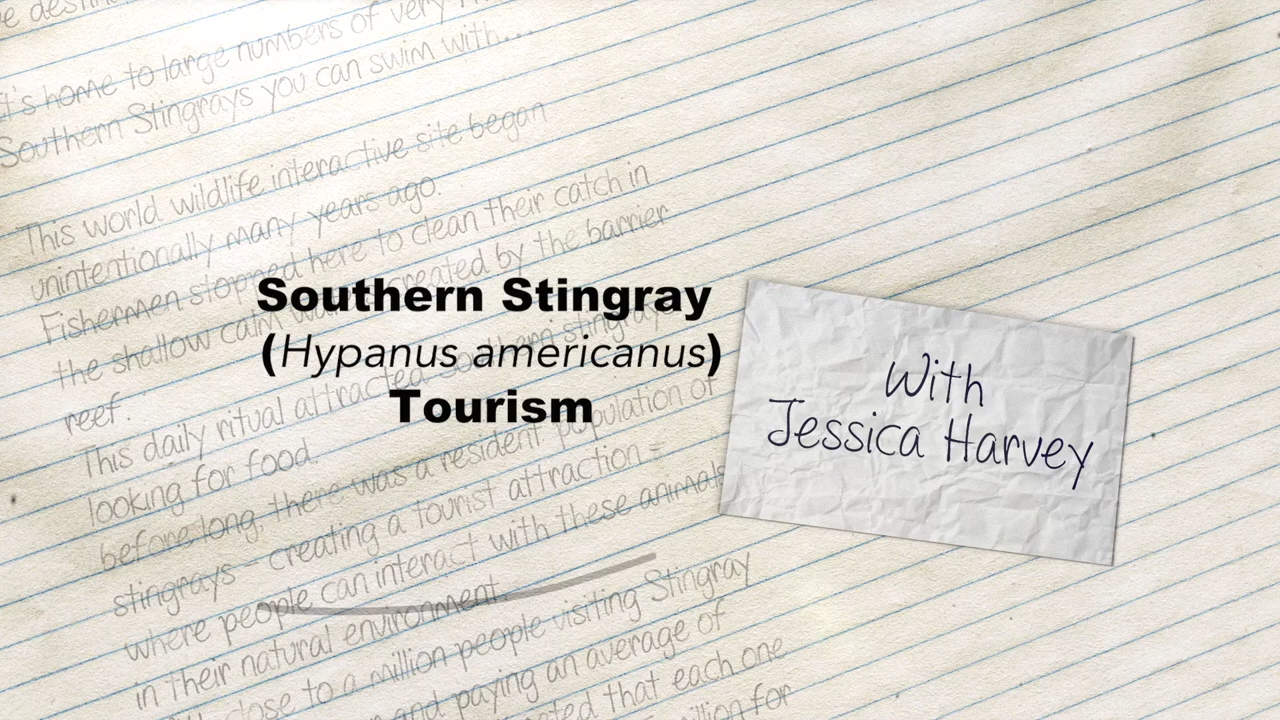 It's home to large numbers of very
Southern Stingrays you can swim with...
This world wildlife interactive site began
unintentionally many years ago.
Fishermen stopped here to clean their catch in
the shallow calm created by the barrier
reef.
This daily ritual attracted southern stingrays
looking for food.
before long, there was a resident population of
stingrays - creating a tourist attraction =
where people can interact with these animals
in their natural environment.
close to a million people visiting Stingray
and paying an average of
that each one
million for
Southern Stingray
(Hypanus americanus)
Tourism
With
Jessica Harvey